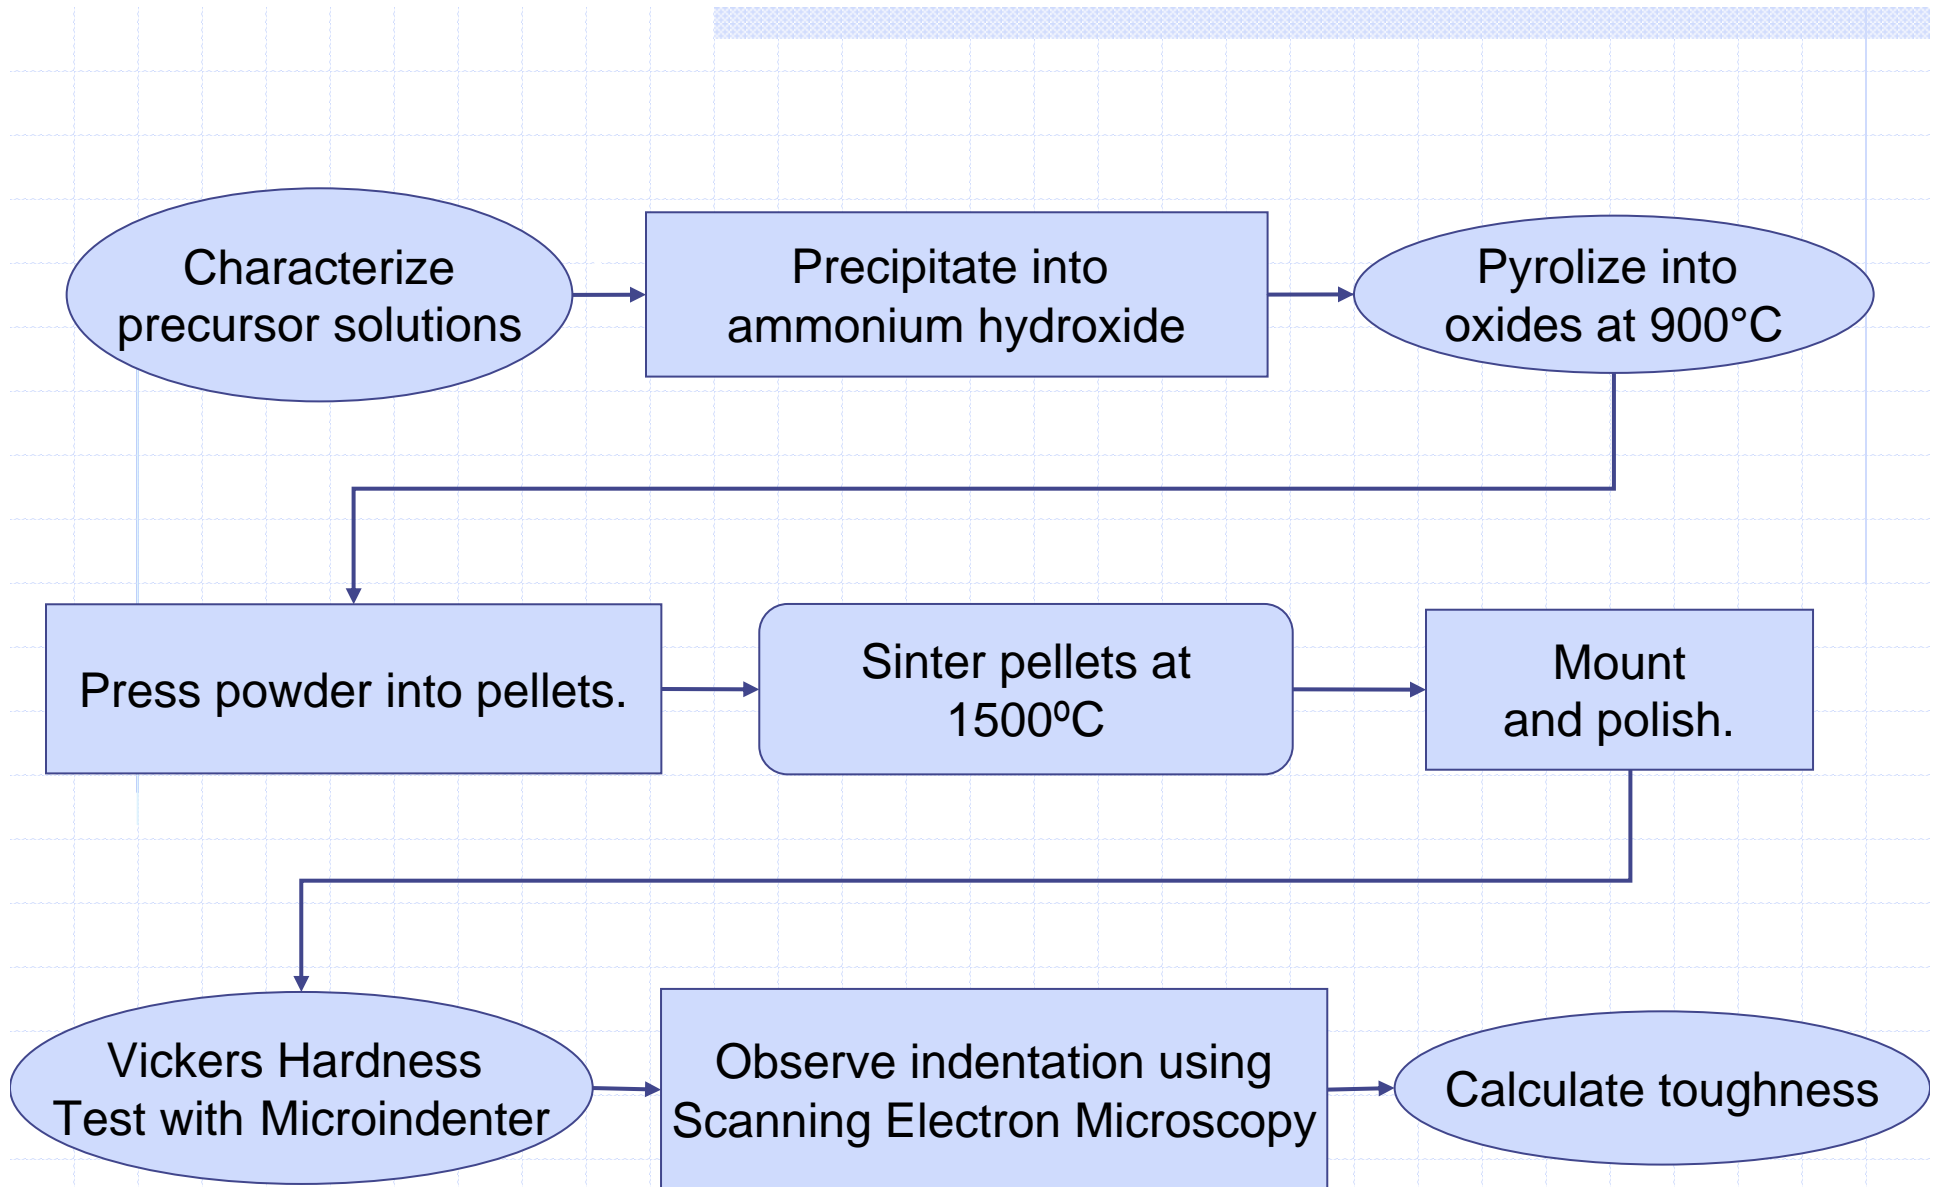 Characterize
precursor solutions
Precipitate into
ammonium hydroxide
Pyrolize into
oxides at 900°C
Press powder into pellets.
Sinter pellets at
1500⁰C
Mount
and polish.
Vickers Hardness
Test with Microindenter
Observe indentation using
Scanning Electron Microscopy
Calculate toughness